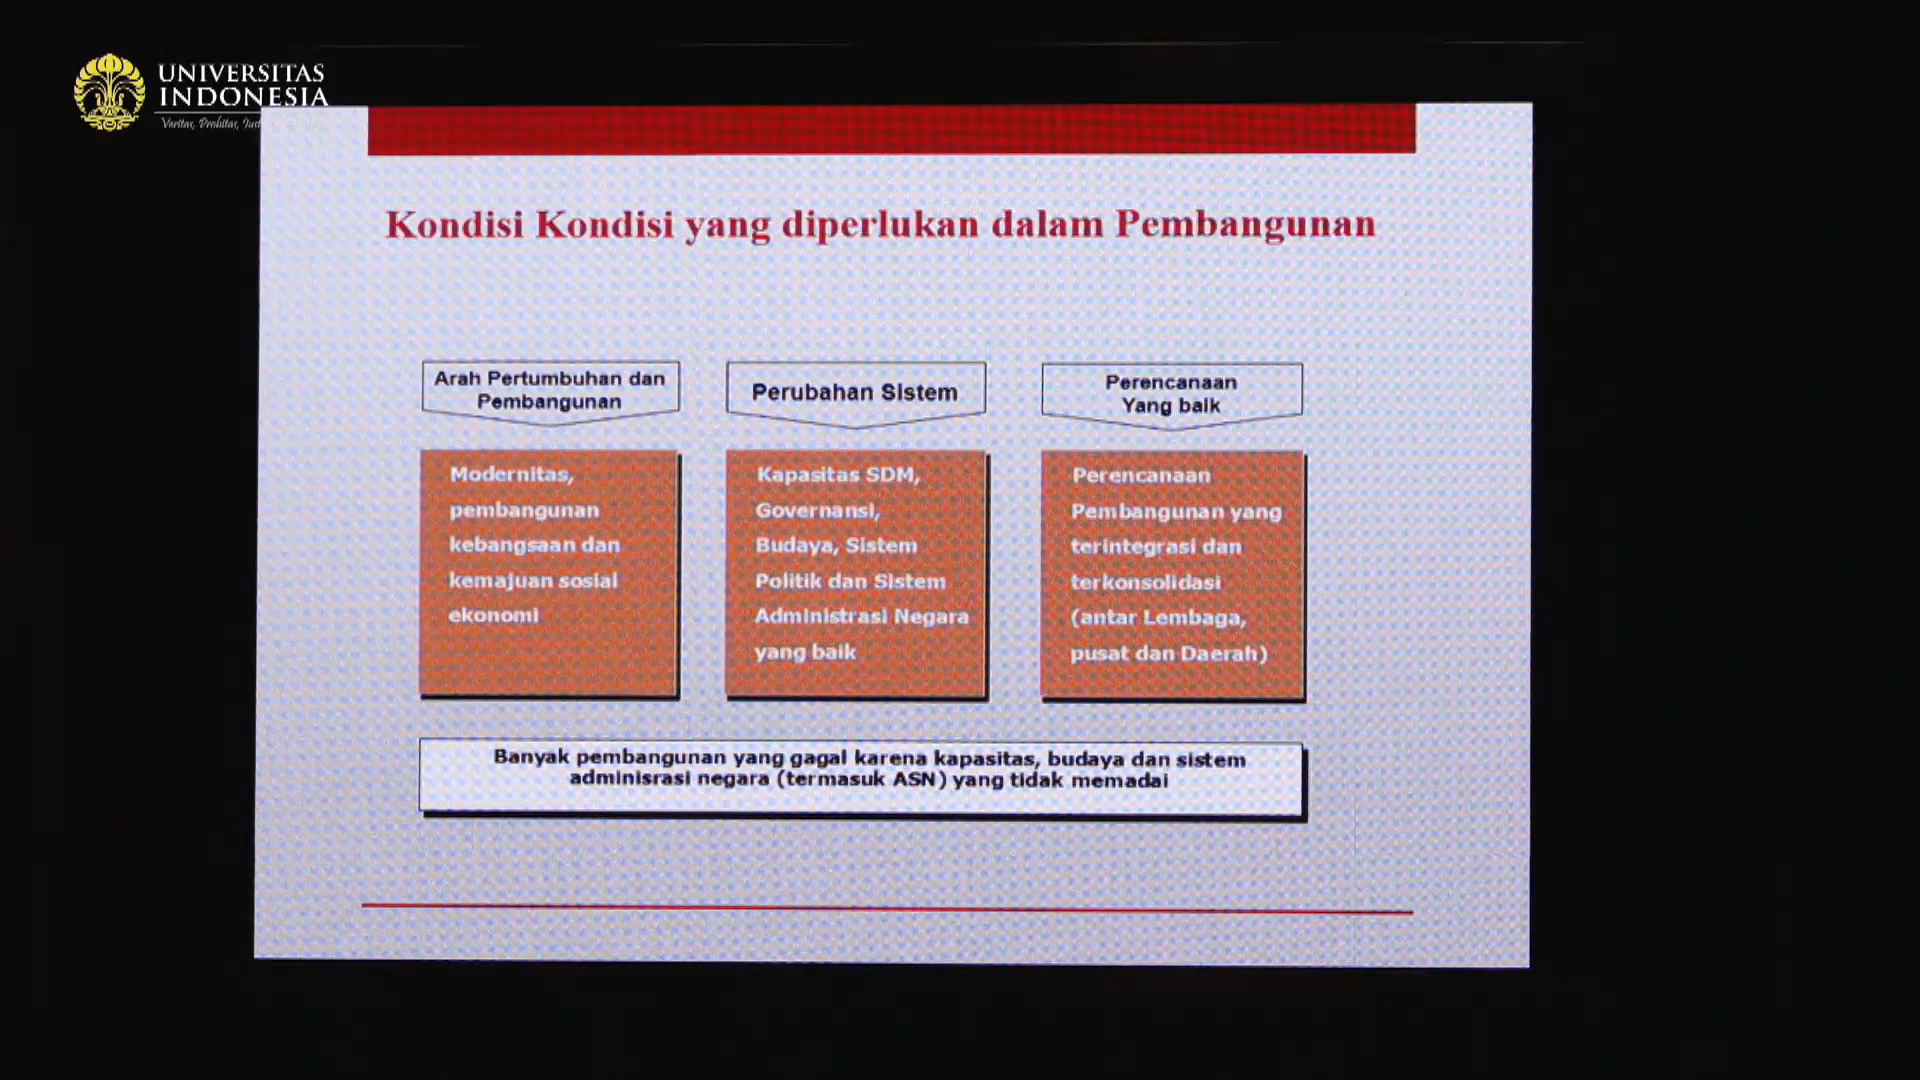 UNIVERSITAS
INDONESIA
Veritas, Probitas, Just
Kondisi Kondisi yang diperlukan dalam Pembangunan
Arah Pertumbuhan dan
Pembangunan
Perubahan Sistem
Perencanaan
Yang baik
Modernitas,
pembangunan
kebangsaan dan
kemajuan sosial
ekonomi
Kapasitas SDM,
Governansi,
Budaya, Sistem
Politik dan Sistem
Administrasi Negara
yang baik
Perencanaan
Pembangunan yang
terintegrasi dan
terkonsolidasi
(antar Lembaga,
pusat dan Daerah)
Banyak pembangunan yang gagal karena kapasitas, budaya dan sistem
adminisrasi negara (termasuk ASN) yang tidak memadai